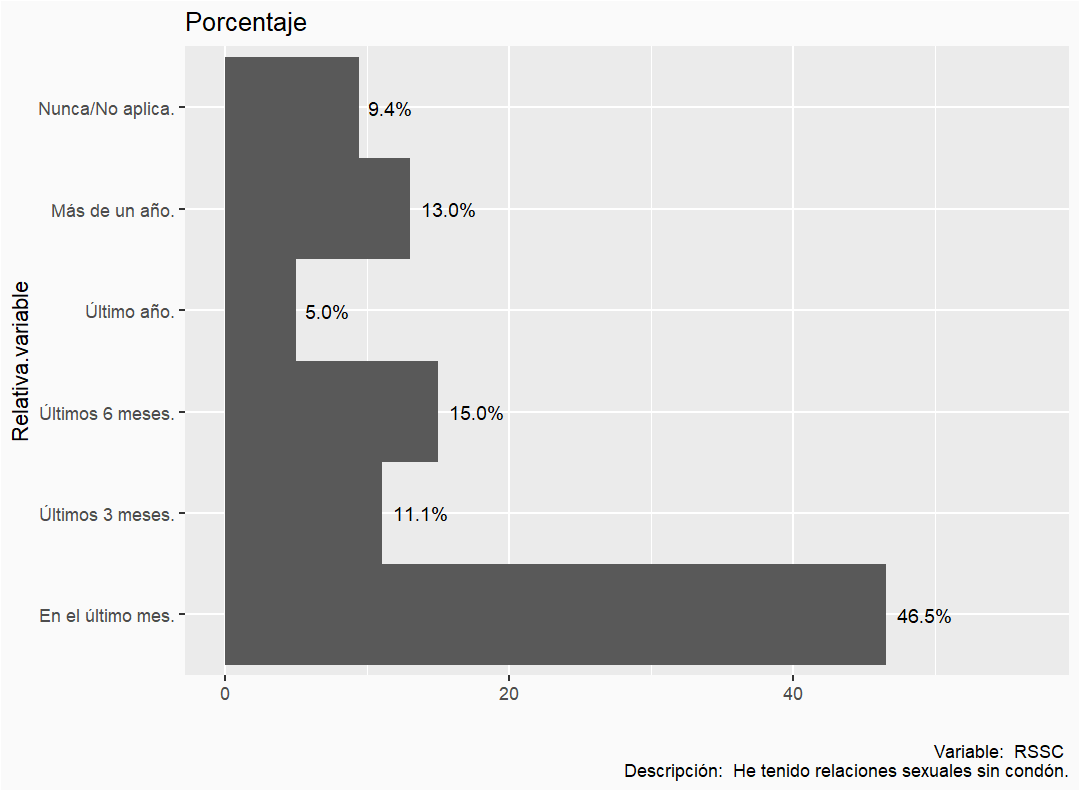 Porcentaje
Relativa.variable
Nunca/No aplica.
9.4%
Más de un año.
13.0%
Último año.
5.0%
Últimos 6 meses.
15.0%
Últimos 3 meses.
11.1%
En el último mes.
46.5%
0 20 40
Variable: RSSC
Descripción: He tenido relaciones sexuales sin condón.